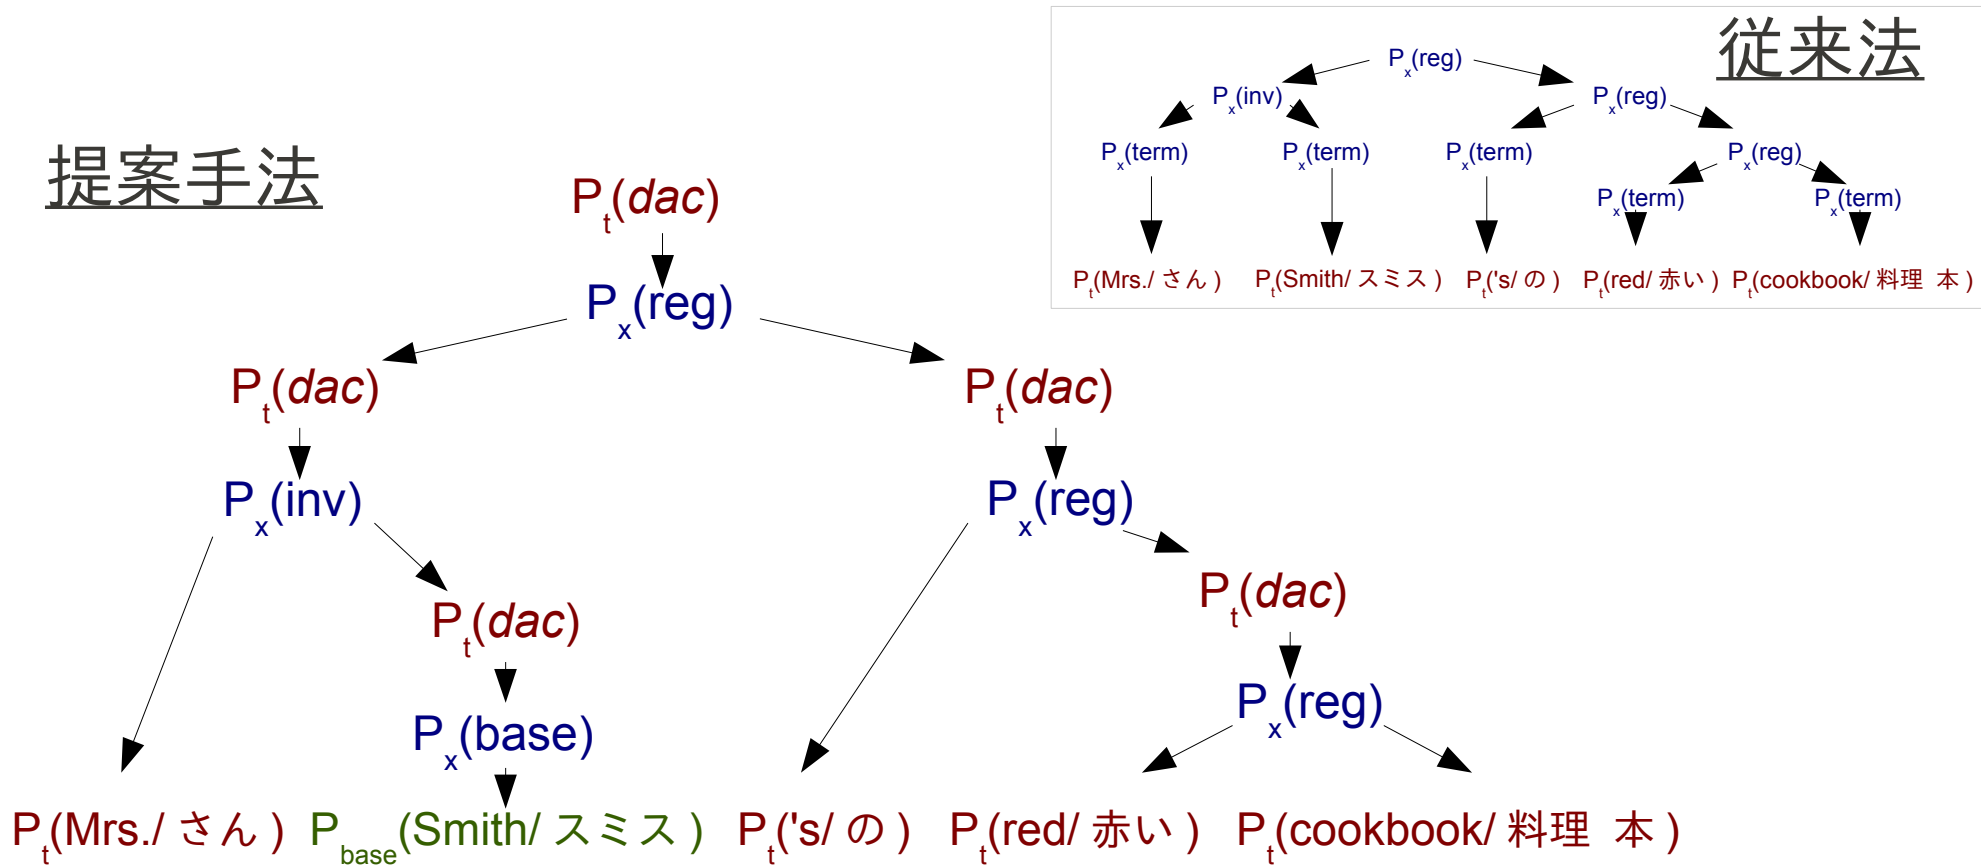 従来法
P_x(reg)
P_x(inv) P_x(reg)
P_x(term) P_x(term) P_x(term) P_x(reg)
P_x(term) P_x(term)
P_t(Mrs./ さん ) P_t(Smith/ スミス ) P_t('s/ の ) P_t(red/ 赤い ) P_t(cookbook/ 料理 本 )
提案手法
P_t(dac)
P_x(reg)
P_t(dac) P_t(dac)
P_x(inv) P_x(reg)
P_t(dac) P_t(dac)
P_x(base) P_x(reg)
P_t(Mrs./ さん ) P_base(Smith/ スミス ) P_t('s/ の ) P_t(red/ 赤い ) P_t(cookbook/ 料理 本 )